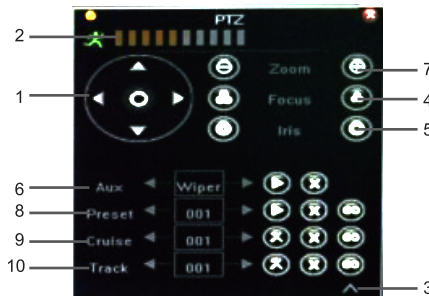 PTZ
2
7
Zoom
1
Focus
4
Iris
5
6
Aux
Wiper
8
Preset
001
9
Cruise
001
10
Track
001
3